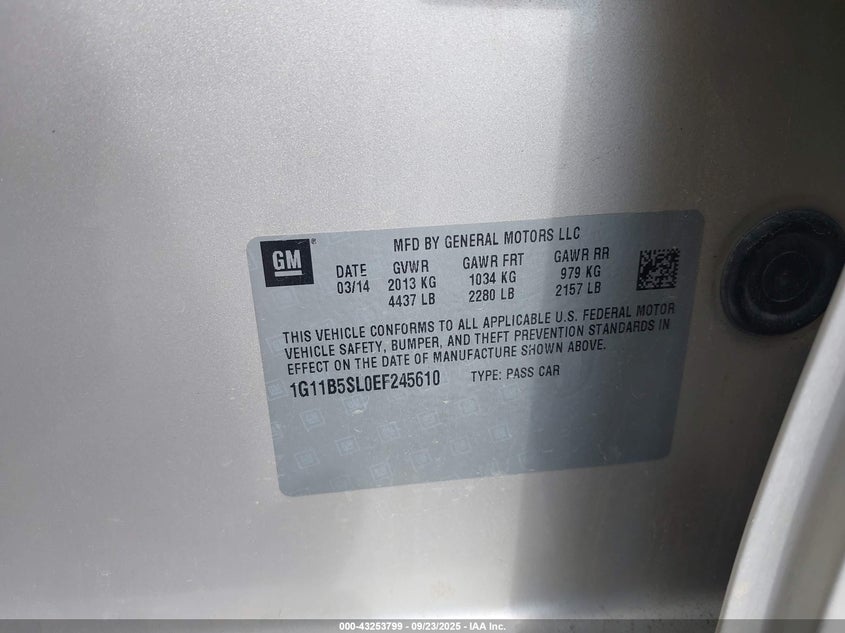 MFD BY GENERAL MOTORS LLC
GM®
DATE GVWR GAWR FRT GAWR RR
03/14 2013 KG 1034 KG 979 KG
4437 LB 2280 LB 2157 LB
THIS VEHICLE CONFORMS TO ALL APPLICABLE U.S. FEDERAL MOTOR
VEHICLE SAFETY, BUMPER, AND THEFT PREVENTION STANDARDS IN
EFFECT ON THE DATE OF MANUFACTURE SHOWN ABOVE.
1G11B5SL0EF245610 TYPE: PASS CAR
000-43253799 - 09/23/2025 - IAA Inc.